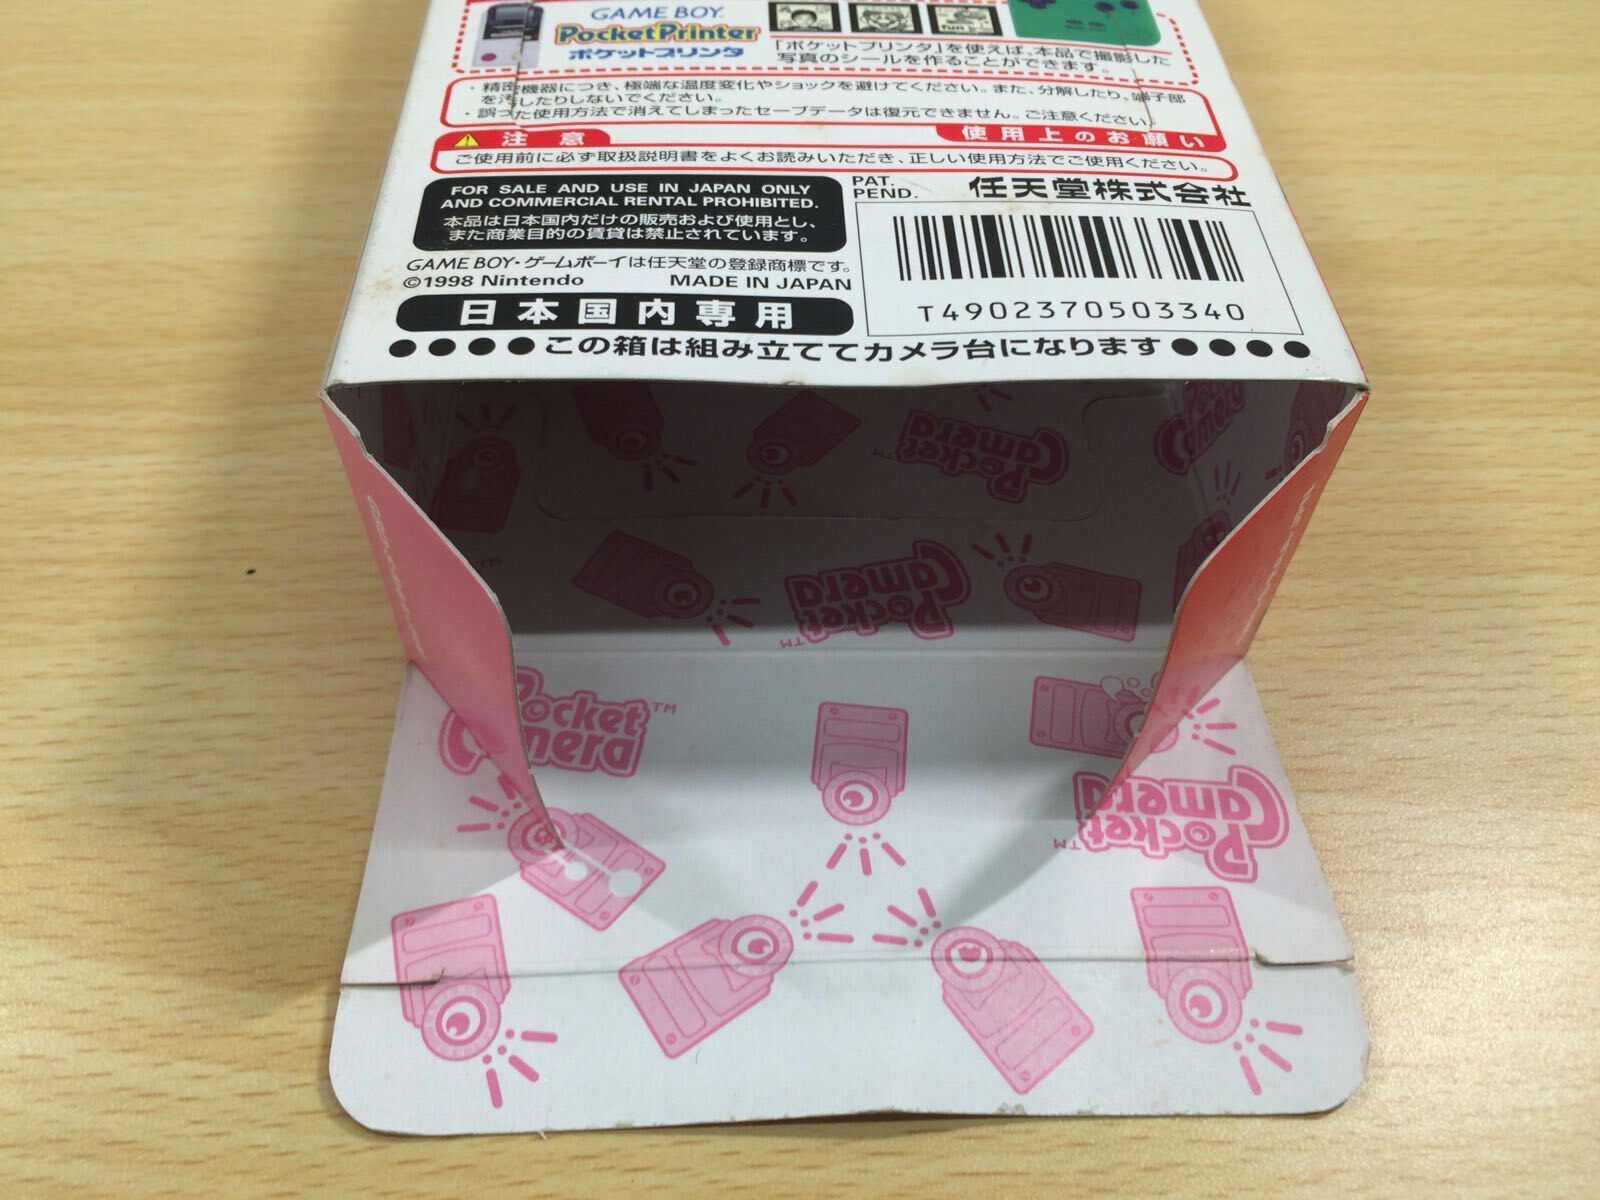 GAME BOY
PocketPrinter
ポケットプリンタ
「ポケットプリンタ」を使えば、本品で撮影した
写真のシールを作ることができます。
・精密機器につき、極端な温度変化やショックを避けてください。また、分解したり、端子部
を汚したりしないでください。
・誤った使用方法で消えてしまったセーブデータは復元できません。ご注意ください。
使用上のお願い
注意
ご使用前に必ず取扱説明書をよくお読みいただき、正しい使用方法でご使用ください。
FOR SALE AND USE IN JAPAN ONLY
AND COMMERCIAL RENTAL PROHIBITED.
本品は日本国内だけの販売および使用とし、
また商業目的の賃貸は禁止されています。
PAT.
PEND.
任天堂株式会社
GAME BOY・ゲームボーイは任天堂の登録商標です。
©1998 Nintendo
MADE IN JAPAN
T4902370503340
日本国内専用
●●●●この箱は組み立ててカメラ台になります●●●●
Pocket
Camera
TM
Pocket
Camera
TM
Pocket
Camera
TM
Pocket
Camera
TM